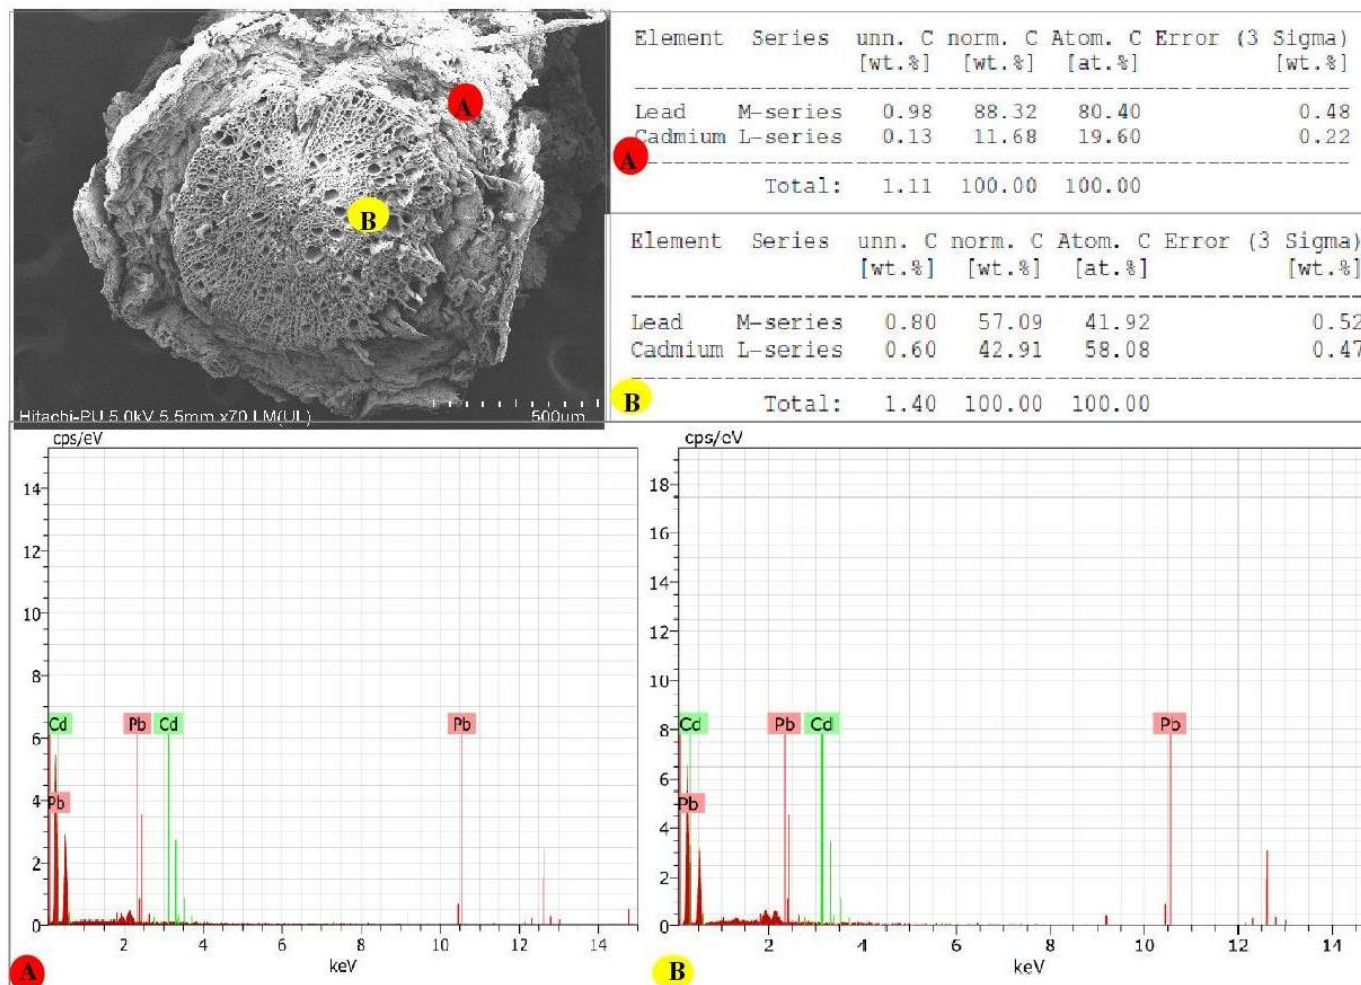 A
B
Hitachi-PU 5.0kV 5.5mm x70 LM(UL)
500um
Element Series unn. C norm. C Atom. C Error (3 Sigma)
[wt.%] [wt.%] [at.%] [wt.%]
Lead M-series 0.98 88.32 80.40 0.48
Cadmium L-series 0.13 11.68 19.60 0.22
A
Total: 1.11 100.00 100.00
Element Series unn. C norm. C Atom. C Error (3 Sigma)
[wt.%] [wt.%] [at.%] [wt.%]
Lead M-series 0.80 57.09 41.92 0.52
Cadmium L-series 0.60 42.91 58.08 0.47
B
Total: 1.40 100.00 100.00
cps/eV
14
12
10
8
6
4
2
0
Cd Pb Cd Pb
Pb
2 4 6 8 10 12 14
keV
A
cps/eV
18
16
14
12
10
8
6
4
2
0
Cd Pb Cd Pb
Pb
2 4 6 8 10 12 14
keV
B